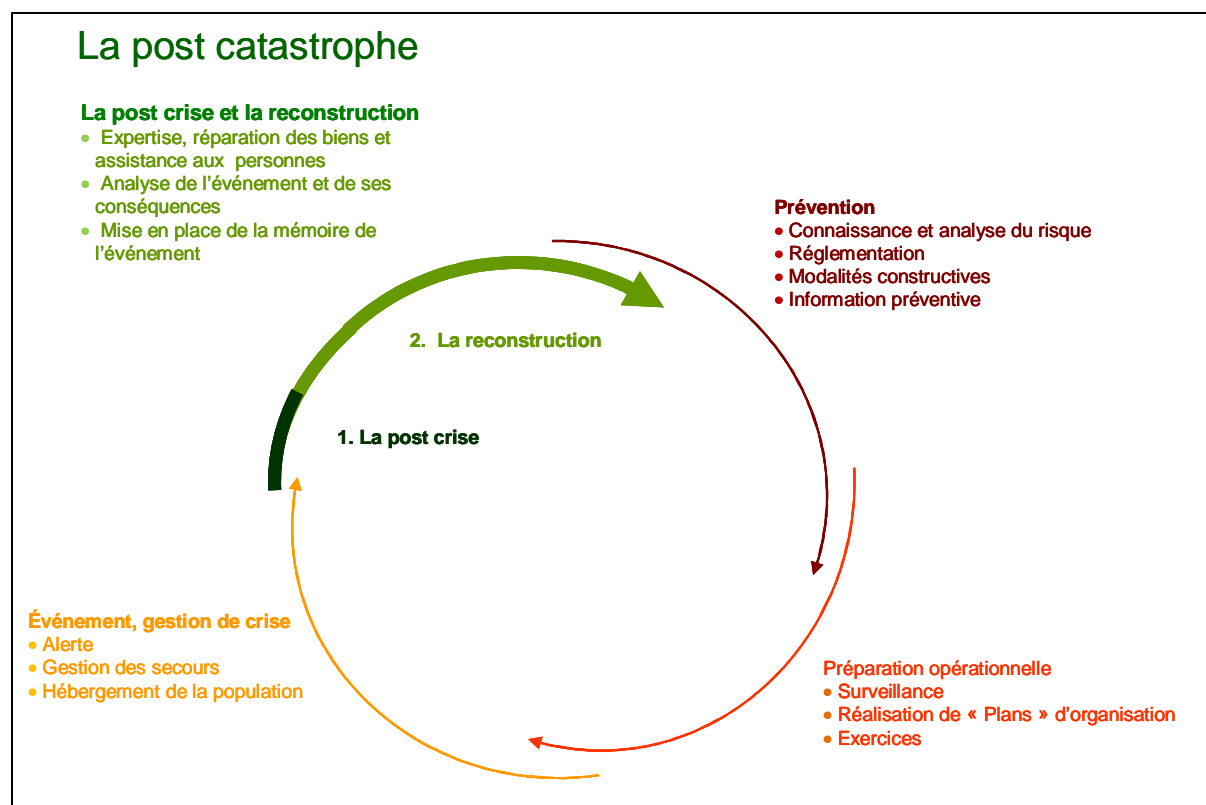 La post catastrophe
La post crise et la reconstruction
• Expertise, réparation des biens et
assistance aux personnes
• Analyse de l'événement et de ses
conséquences
• Mise en place de la mémoire de
l'événement
Prévention
• Connaissance et analyse du risque
• Réglementation
• Modalités constructives
• Information préventive
2. La reconstruction
1. La post crise
Événement, gestion de crise
• Alerte
• Gestion des secours
• Hébergement de la population
Préparation opérationnelle
• Surveillance
• Réalisation de « Plans » d'organisation
• Exercices